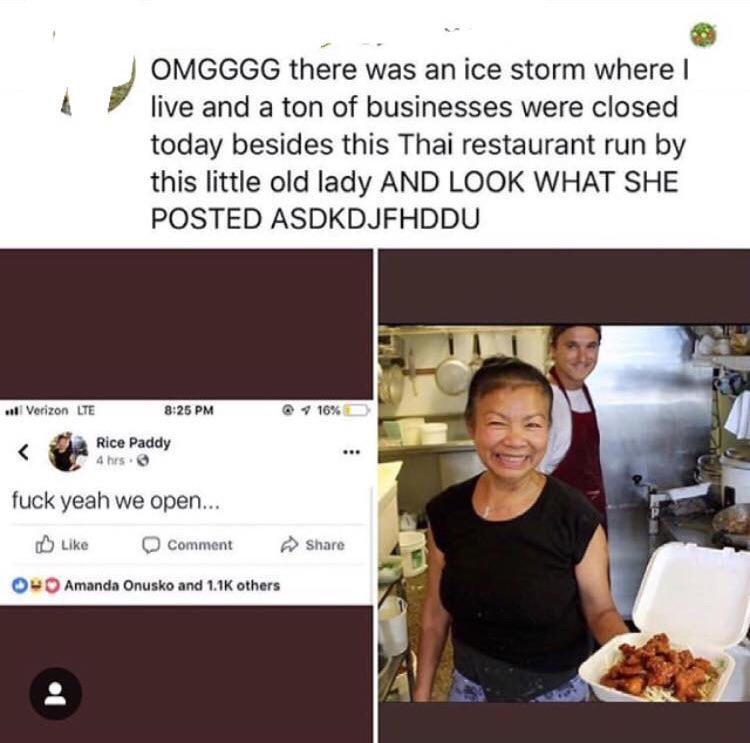 OMGGGG there was an ice storm where I
live and a ton of businesses were closed
today besides this Thai restaurant run by
this little old lady AND LOOK WHAT SHE
POSTED ASDKDJFHDDU
Verizon LTE 8:25 PM 16%
Rice Paddy
4 hrs
fuck yeah we open...
Like Comment Share
Amanda Onusko and 1.1K others